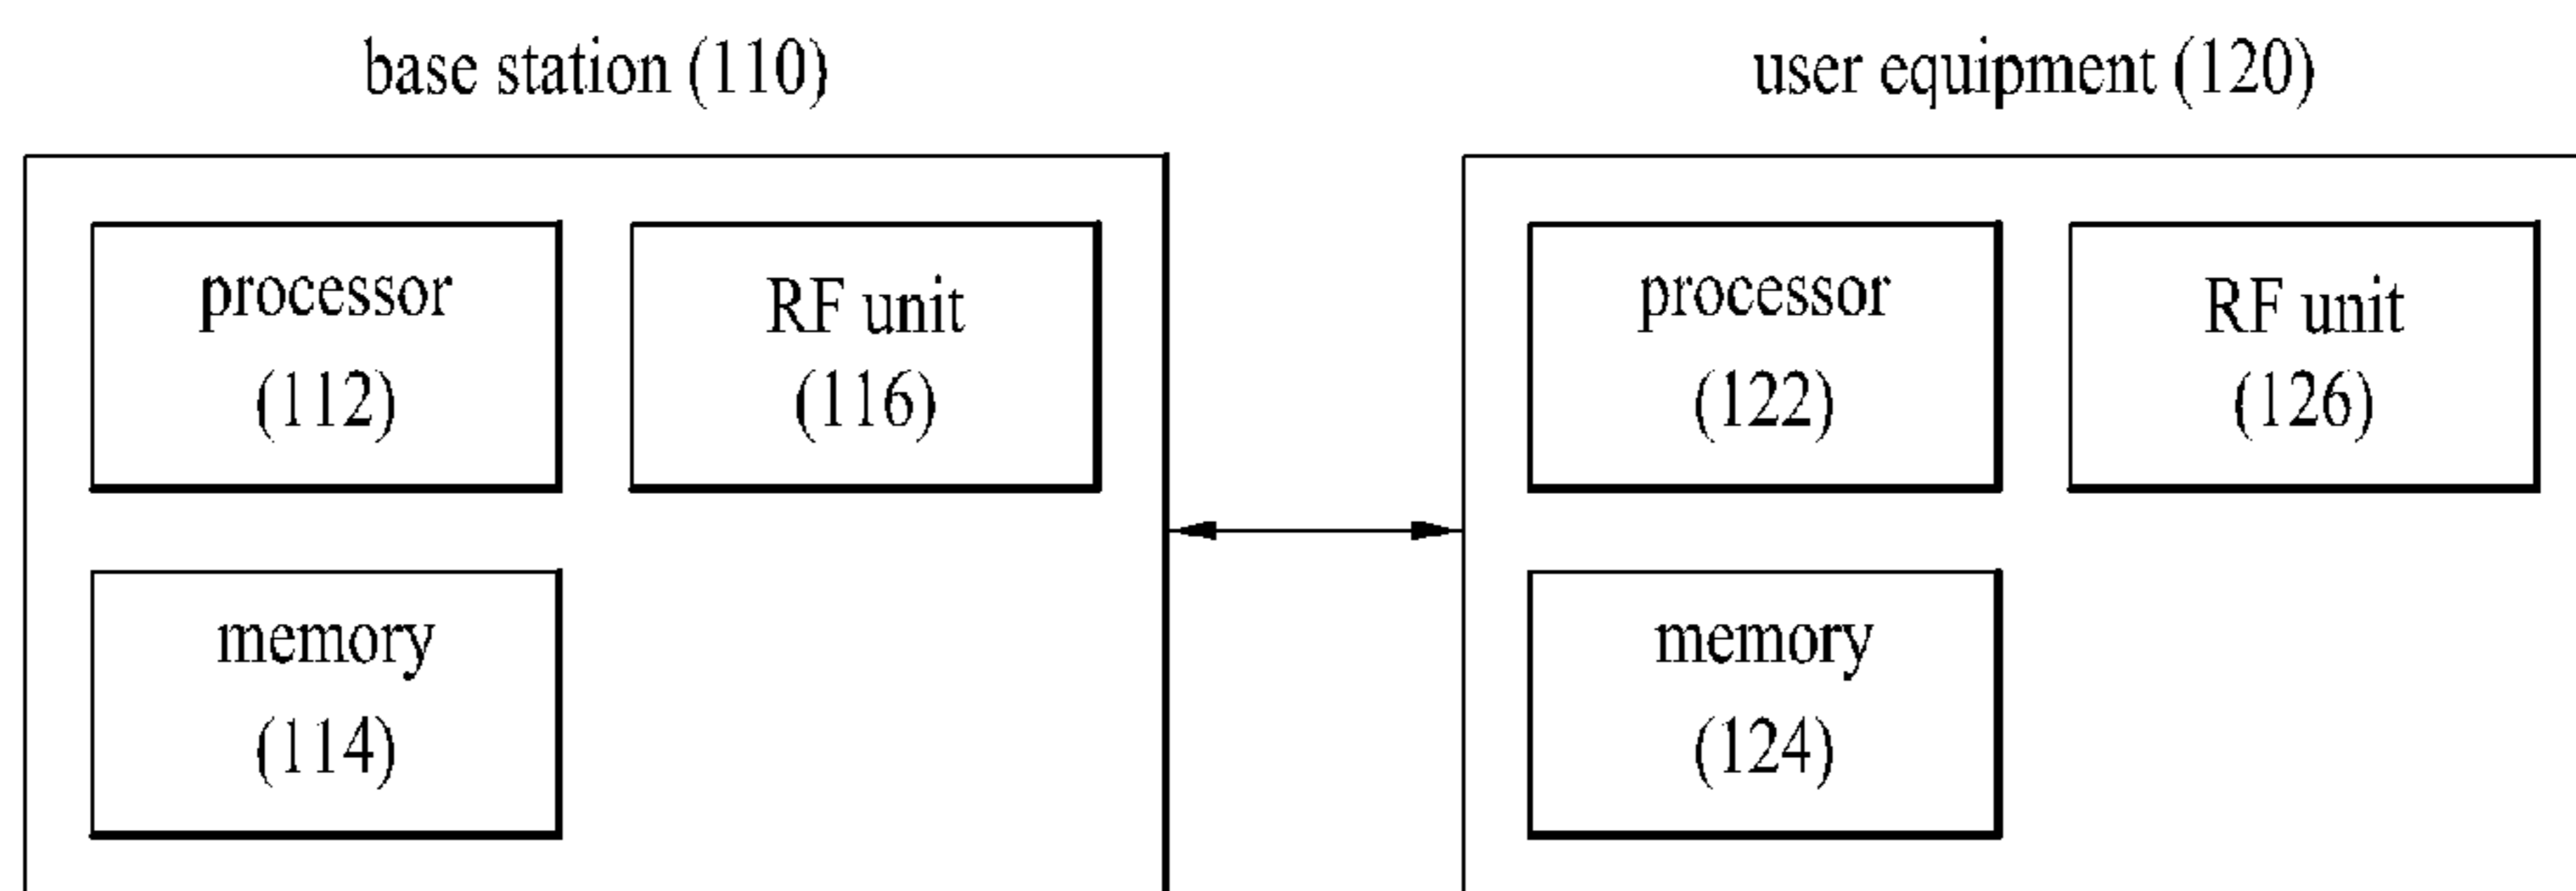 base station (110)
processor
(112)
RF unit
(116)
memory
(114)
user equipment (120)
processor
(122)
RF unit
(126)
memory
(124)